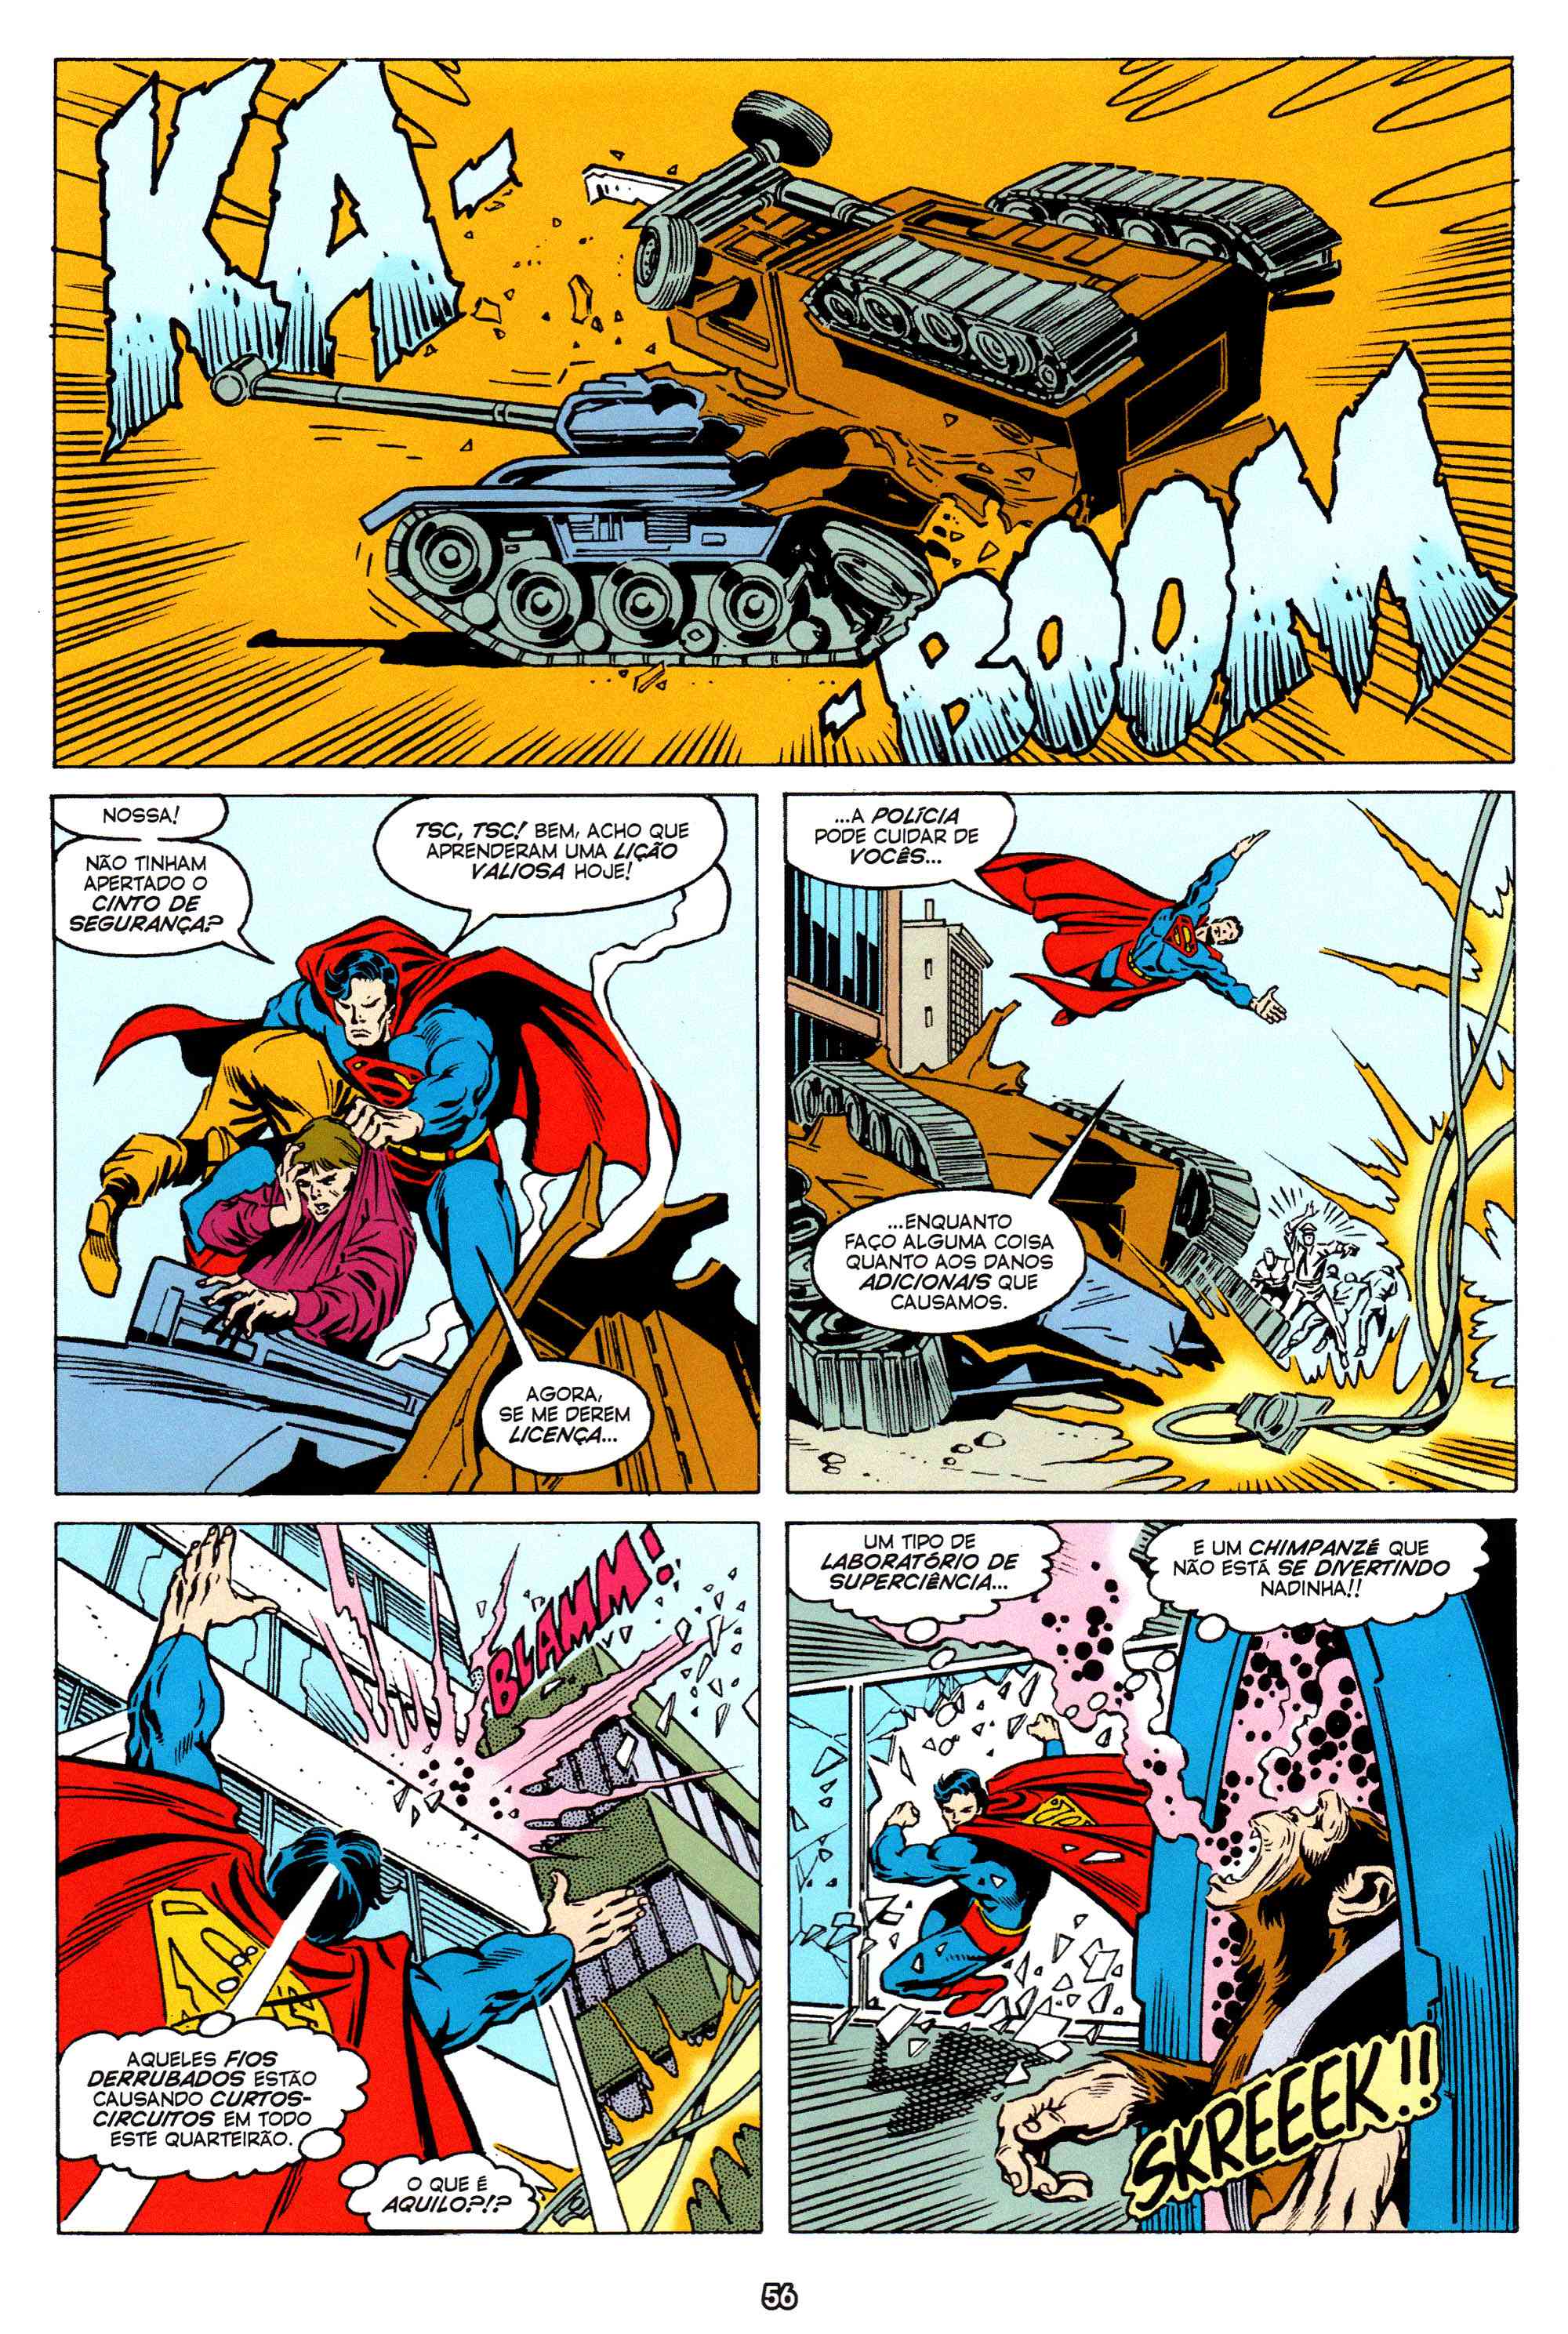 KA-
-BOOM
NOSSA!
NÃO TINHAM
APERTADO O
CINTO DE
SEGURANÇA?
TSC, TSC! BEM, ACHO QUE
APRENDERAM UMA LIÇÃO
VALIOSA HOJE!
AGORA,
SE ME DEREM
LICENÇA...
...A POLÍCIA
PODE CUIDAR DE
VOCÊS...
...ENQUANTO
FAÇO ALGUMA COISA
QUANTO AOS DANOS
ADICIONAIS QUE
CAUSAMOS.
BLAMM!
AQUELES FIOS
DERRUBADOS ESTÃO
CAUSANDO CURTOS-
CIRCUITOS EM TODO
ESTE QUARTEIRÃO.
O QUE É
AQUILO?!?
UM TIPO DE
LABORATÓRIO DE
SUPERCIÊNCIA...
E UM CHIMPANZÉ QUE
NÃO ESTÁ SE DIVERTINDO
NADINHA!!
SKREEEK!!
56